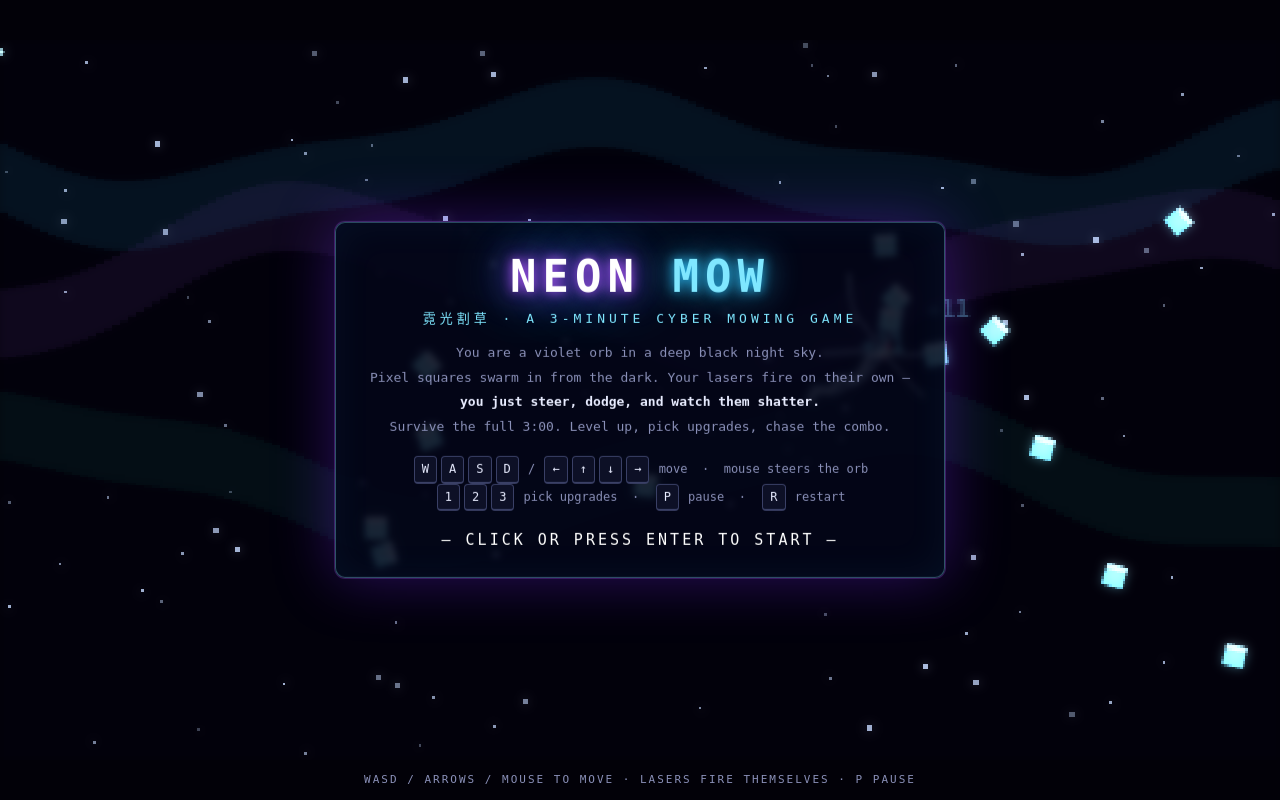 NEON MOW
霓光割草 · A 3-MINUTE CYBER MOWING GAME
You are a violet orb in a deep black night sky.
Pixel squares swarm in from the dark. Your lasers fire on their own —
you just steer, dodge, and watch them shatter.
Survive the full 3:00. Level up, pick upgrades, chase the combo.
W A S D / ← ↑ ↓ → move · mouse steers the orb
1 2 3 pick upgrades · P pause · R restart
— CLICK OR PRESS ENTER TO START —
11
WASD / ARROWS / MOUSE TO MOVE · LASERS FIRE THEMSELVES · P PAUSE